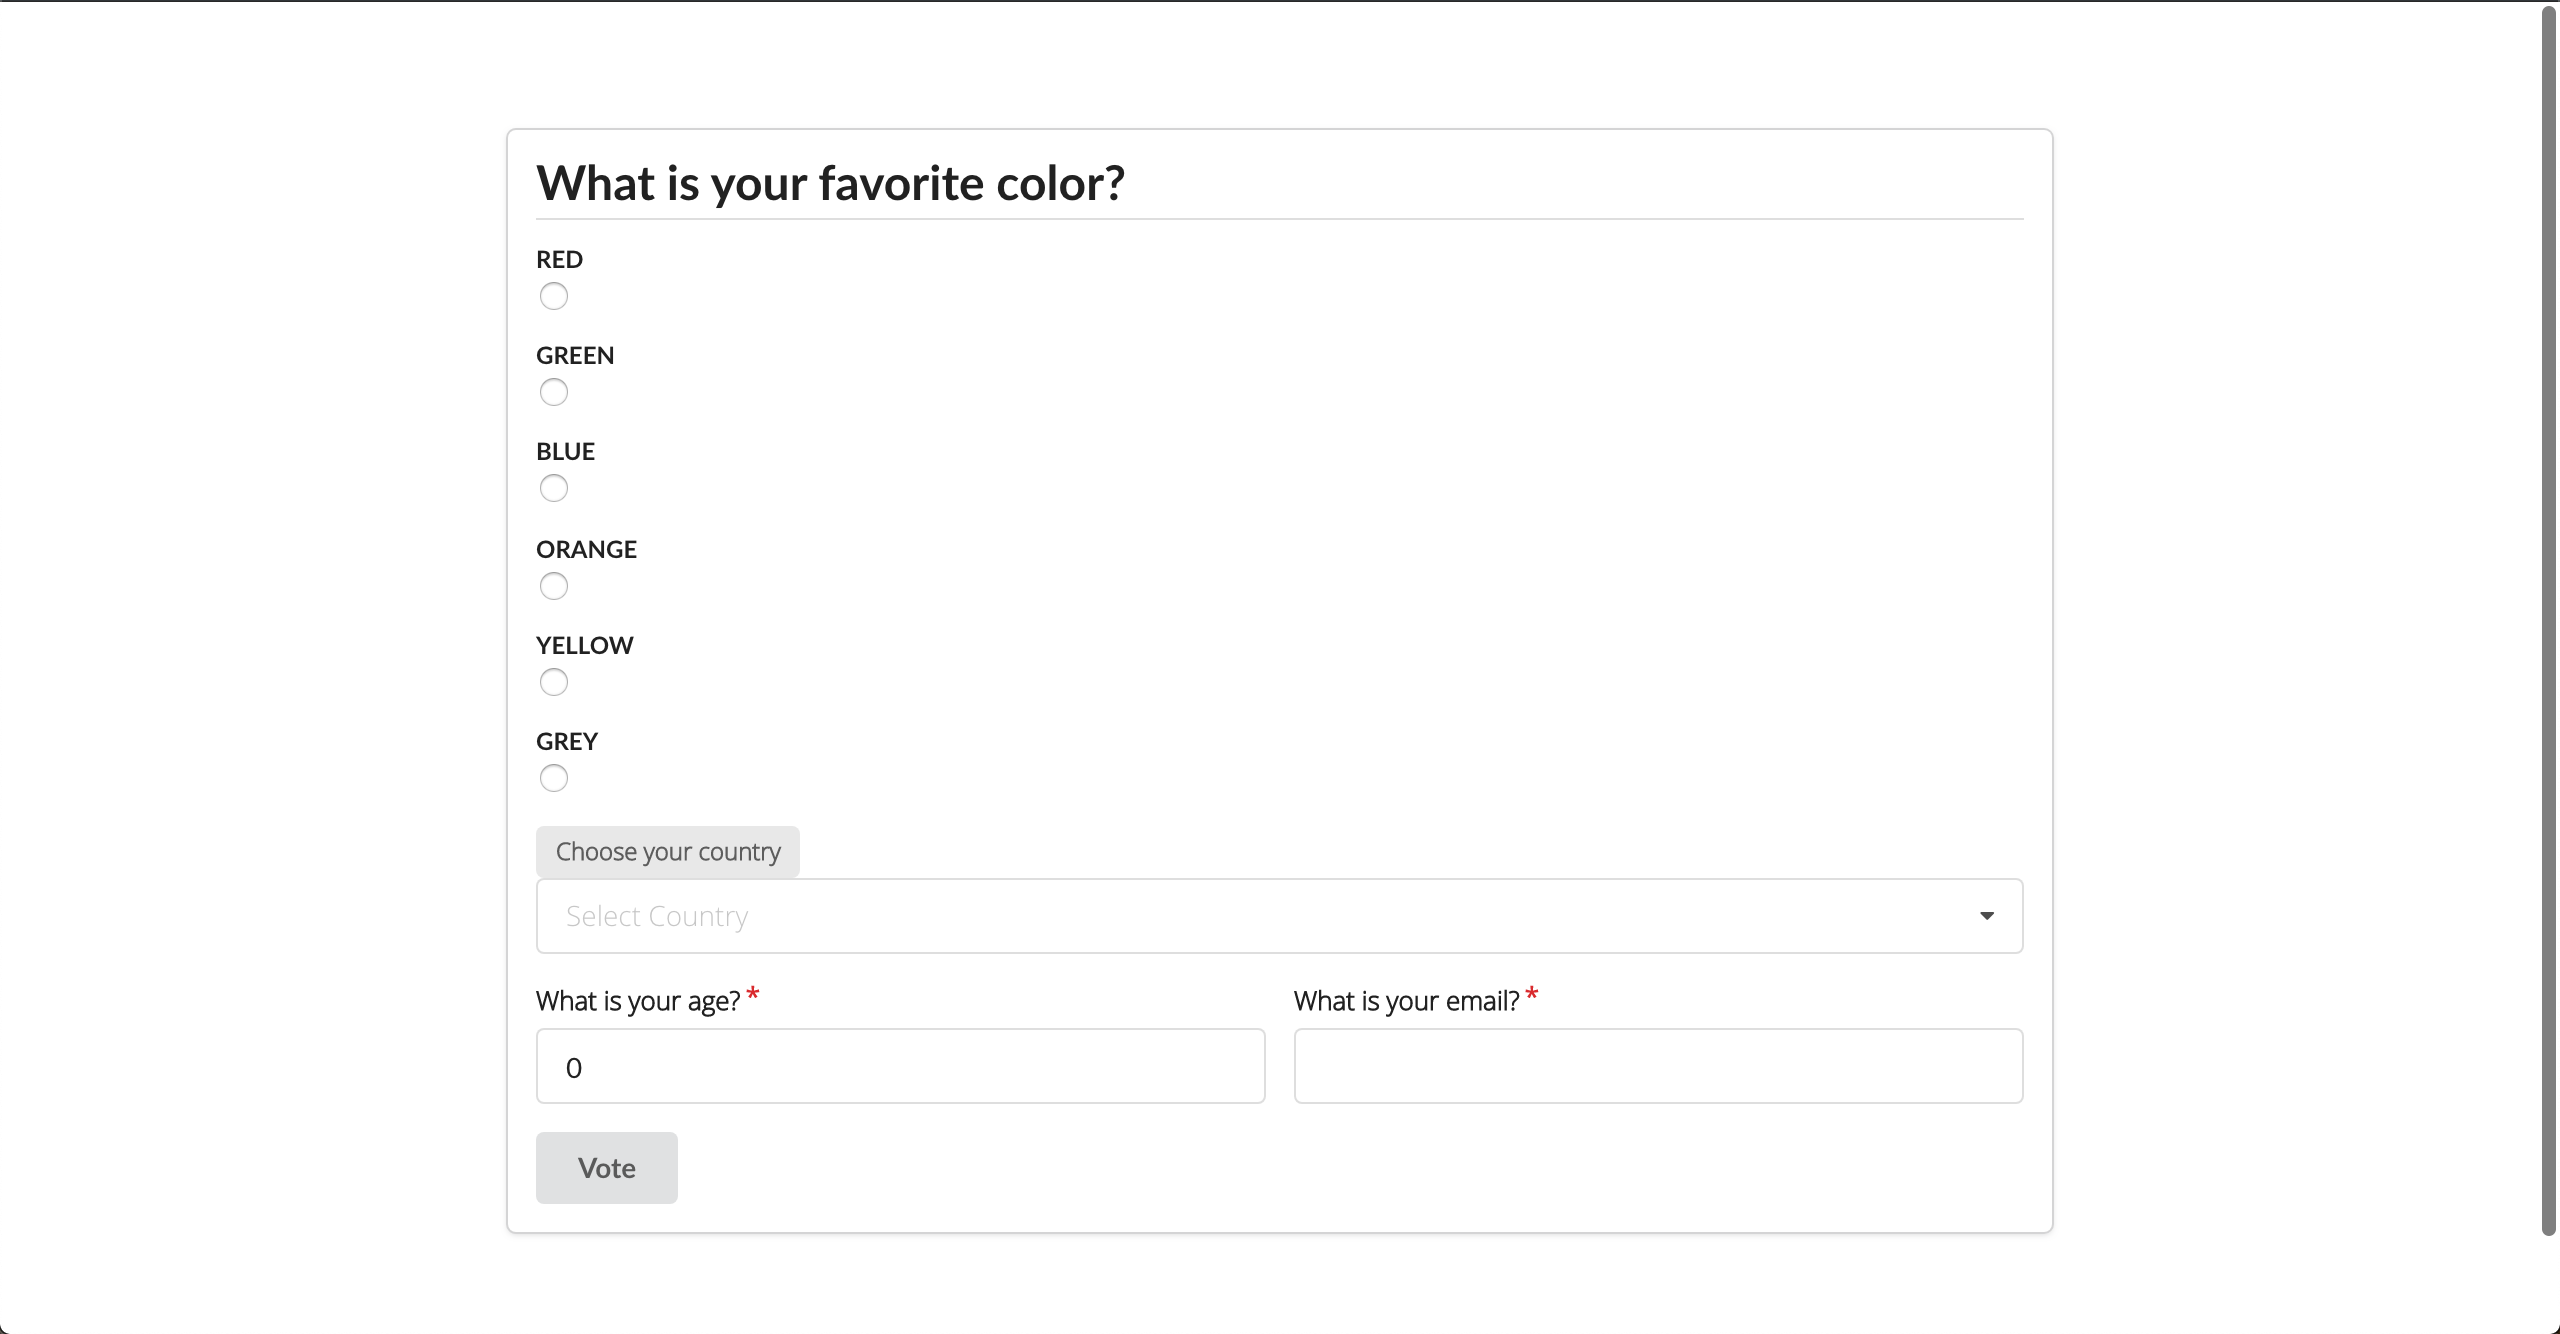 What is your favorite color?
RED
GREEN
BLUE
ORANGE
YELLOW
GREY
Choose your country
Select Country
What is your age? *
What is your email? *
0
Vote